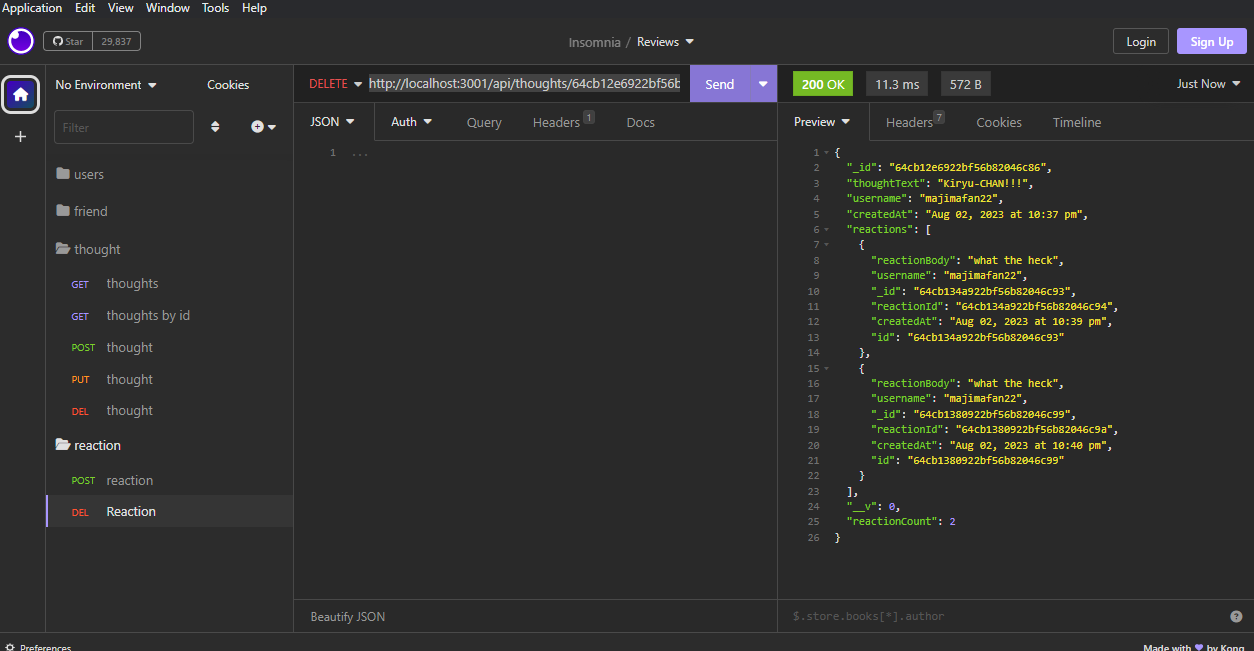 Application Edit View Window Tools Help
Star 29,837
Insomnia / Reviews
Login
Sign Up
No Environment
Cookies
Filter
users
friend
thought
GET thoughts
GET thoughts by id
POST thought
PUT thought
DEL thought
reaction
POST reaction
DEL Reaction
DELETE http://localhost:3001/api/thoughts/64cb12e6922bf56b
Send
JSON Auth Query Headers 1 Docs
1 ...
Beautify JSON
200 OK 11.3 ms 572 B Just Now
Preview Headers 7 Cookies Timeline
1 {
2 "_id": "64cb12e6922bf56b82046c86",
3 "thoughtText": "Kiryu-CHAN!!!",
4 "username": "majimafan22",
5 "createdAt": "Aug 02, 2023 at 10:37 pm",
6 "reactions": [
7 {
8 "reactionBody": "what the heck",
9 "username": "majimafan22",
10 "_id": "64cb134a922bf56b82046c93",
11 "reactionId": "64cb134a922bf56b82046c94",
12 "createdAt": "Aug 02, 2023 at 10:39 pm",
13 "id": "64cb134a922bf56b82046c93"
14 },
15 {
16 "reactionBody": "what the heck",
17 "username": "majimafan22",
18 "_id": "64cb1380922bf56b82046c99",
19 "reactionId": "64cb1380922bf56b82046c9a",
20 "createdAt": "Aug 02, 2023 at 10:40 pm",
21 "id": "64cb1380922bf56b82046c99"
22 }
23 ],
24 "__v": 0,
25 "reactionCount": 2
26 }
$.store.books[*].author
Preferences
Made with by Kong